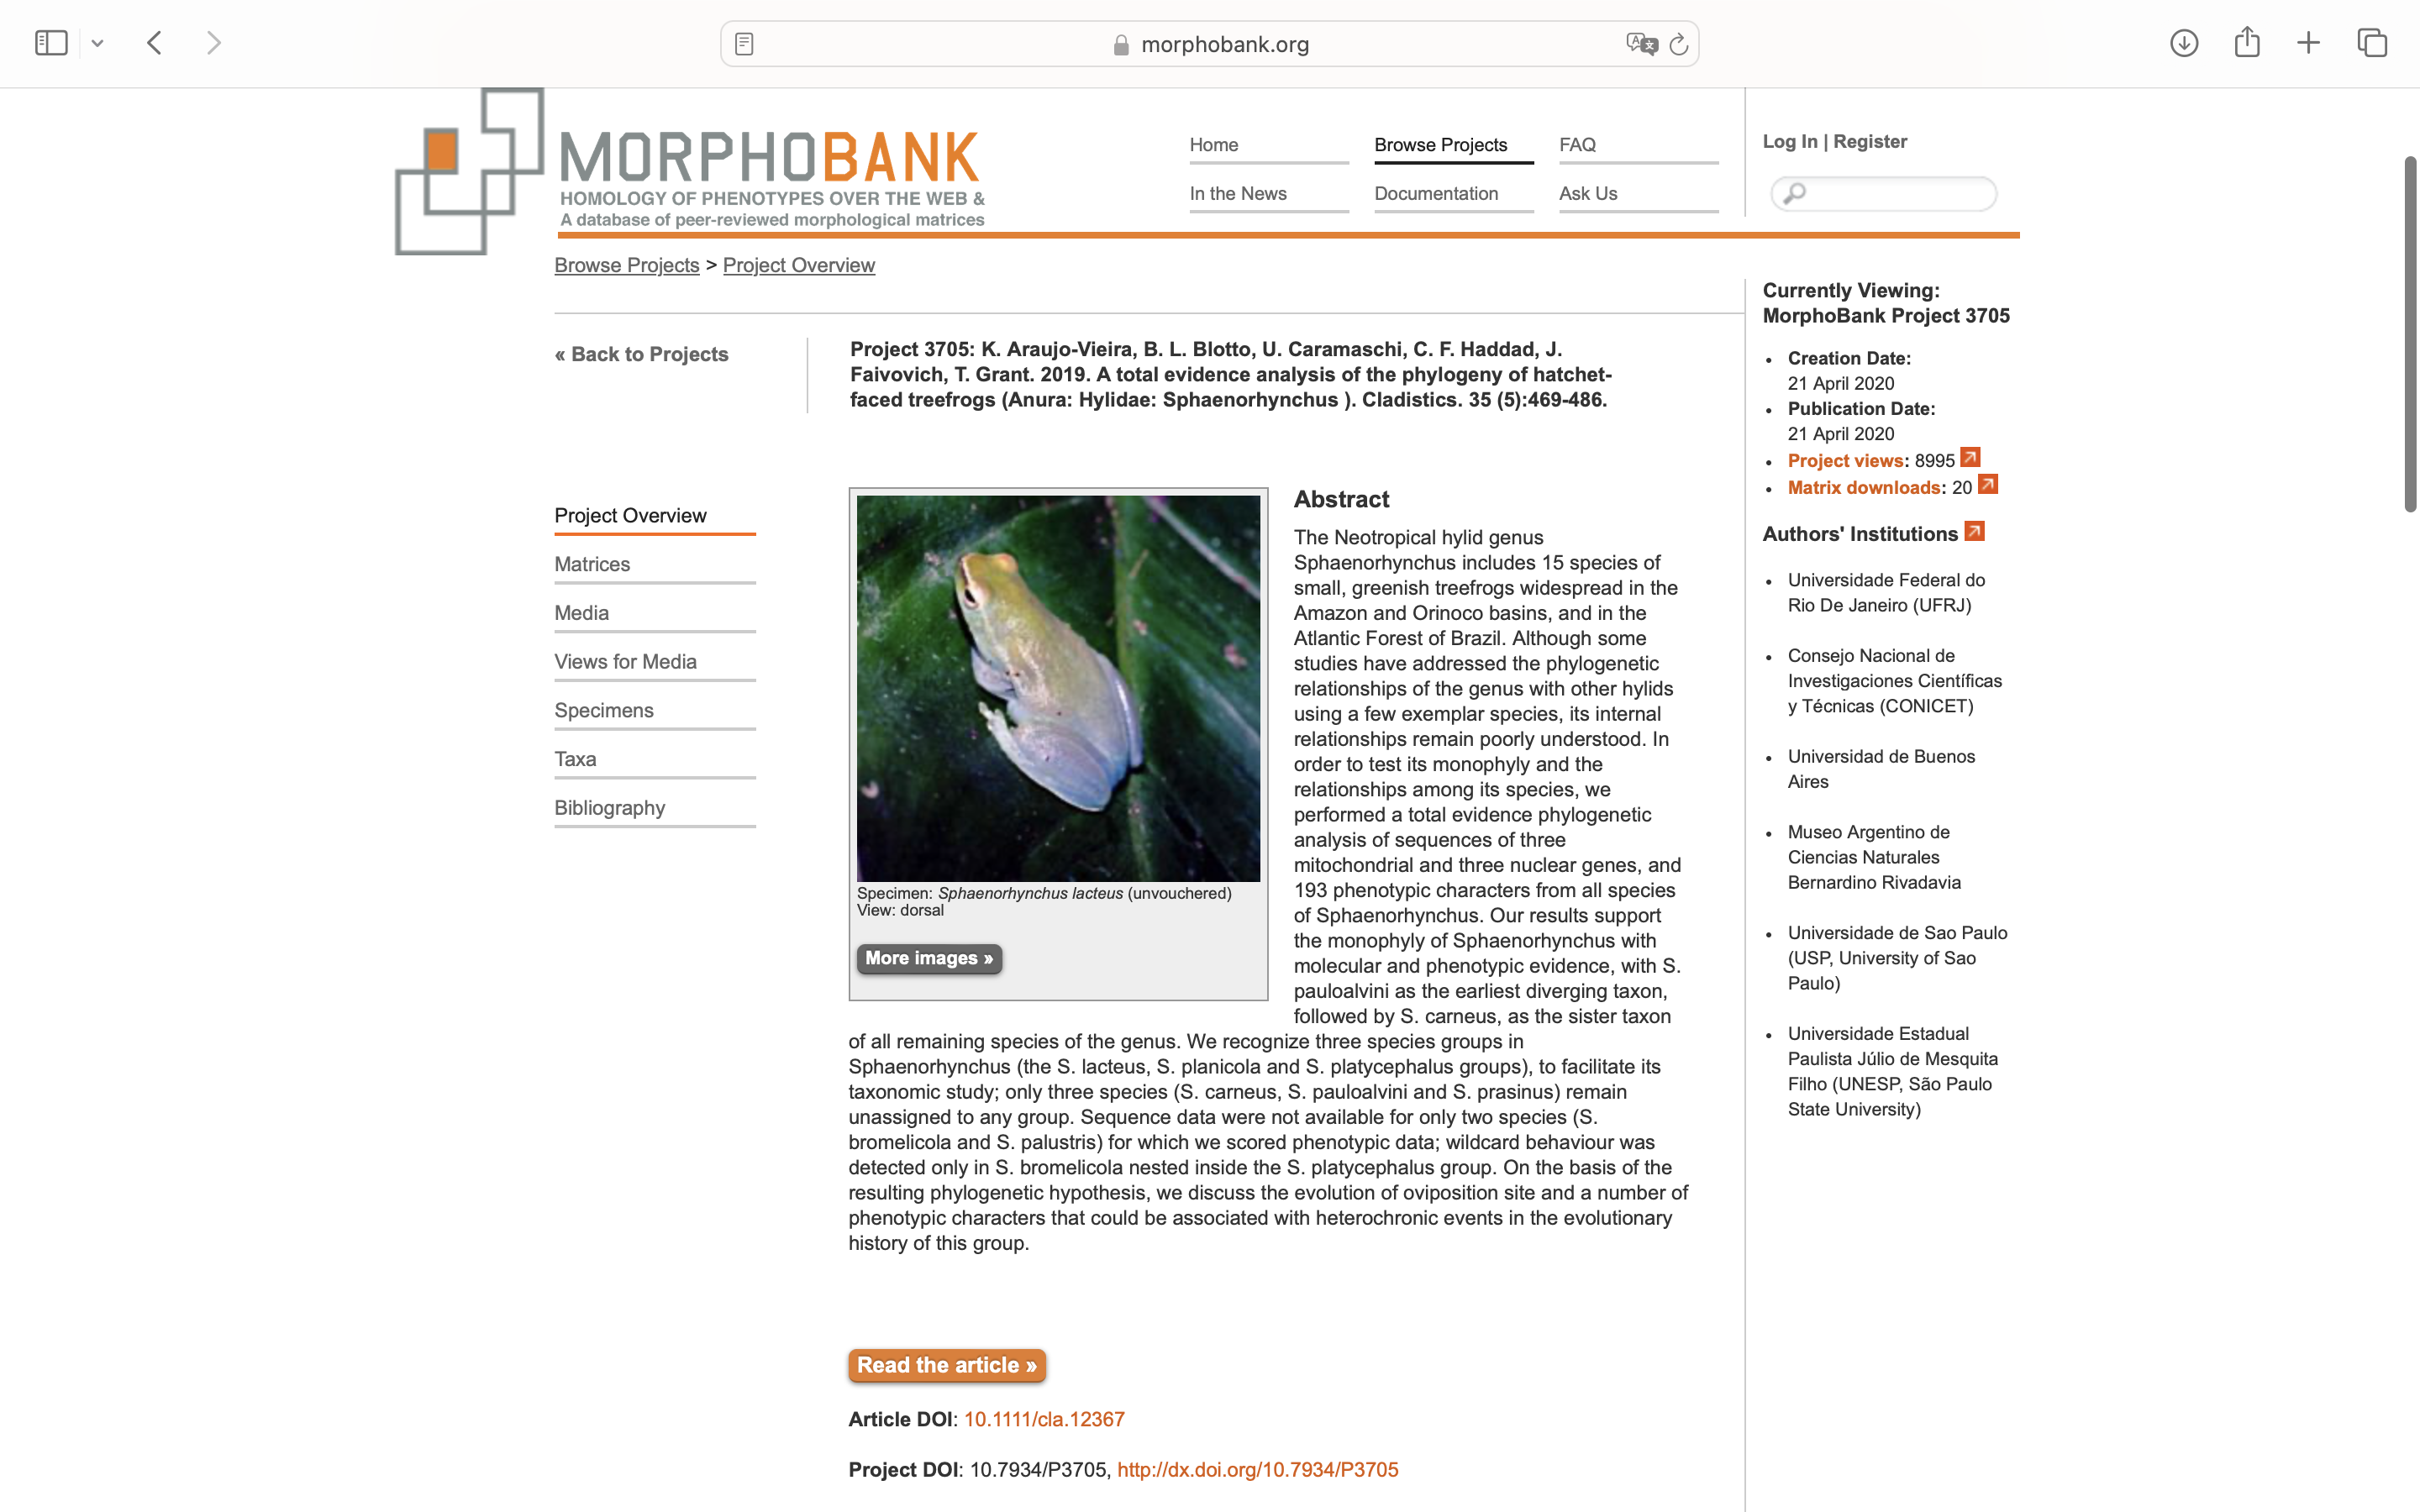 morphobank.org
MORPHOBANK
HOMOLOGY OF PHENOTYPES OVER THE WEB &
A database of peer-reviewed morphological matrices
Home
Browse Projects
FAQ
In the News
Documentation
Ask Us
Log In | Register
Browse Projects > Project Overview
« Back to Projects
Project 3705: K. Araujo-Vieira, B. L. Blotto, U. Caramaschi, C. F. Haddad, J.
Faivovich, T. Grant. 2019. A total evidence analysis of the phylogeny of hatchet-
faced treefrogs (Anura: Hylidae: Sphaenorhynchus ). Cladistics. 35 (5):469-486.
Project Overview
Matrices
Media
Views for Media
Specimens
Taxa
Bibliography
Specimen: Sphaenorhynchus lacteus (unvouchered)
View: dorsal
More images »
Abstract
The Neotropical hylid genus
Sphaenorhynchus includes 15 species of
small, greenish treefrogs widespread in the
Amazon and Orinoco basins, and in the
Atlantic Forest of Brazil. Although some
studies have addressed the phylogenetic
relationships of the genus with other hylids
using a few exemplar species, its internal
relationships remain poorly understood. In
order to test its monophyly and the
relationships among its species, we
performed a total evidence phylogenetic
analysis of sequences of three
mitochondrial and three nuclear genes, and
193 phenotypic characters from all species
of Sphaenorhynchus. Our results support
the monophyly of Sphaenorhynchus with
molecular and phenotypic evidence, with S.
pauloalvini as the earliest diverging taxon,
followed by S. carneus, as the sister taxon
of all remaining species of the genus. We recognize three species groups in
Sphaenorhynchus (the S. lacteus, S. planicola and S. platycephalus groups), to facilitate its
taxonomic study; only three species (S. carneus, S. pauloalvini and S. prasinus) remain
unassigned to any group. Sequence data were not available for only two species (S.
bromelicola and S. palustris) for which we scored phenotypic data; wildcard behaviour was
detected only in S. bromelicola nested inside the S. platycephalus group. On the basis of the
resulting phylogenetic hypothesis, we discuss the evolution of oviposition site and a number of
phenotypic characters that could be associated with heterochronic events in the evolutionary
history of this group.
Read the article »
Article DOI: 10.1111/cla.12367
Project DOI: 10.7934/P3705, http://dx.doi.org/10.7934/P3705
Currently Viewing:
MorphoBank Project 3705
• Creation Date:
21 April 2020
• Publication Date:
21 April 2020
• Project views: 8995
• Matrix downloads: 20
Authors' Institutions
• Universidade Federal do
Rio De Janeiro (UFRJ)
• Consejo Nacional de
Investigaciones Científicas
y Técnicas (CONICET)
• Universidad de Buenos
Aires
• Museo Argentino de
Ciencias Naturales
Bernardino Rivadavia
• Universidade de Sao Paulo
(USP, University of Sao
Paulo)
• Universidade Estadual
Paulista Júlio de Mesquita
Filho (UNESP, São Paulo
State University)